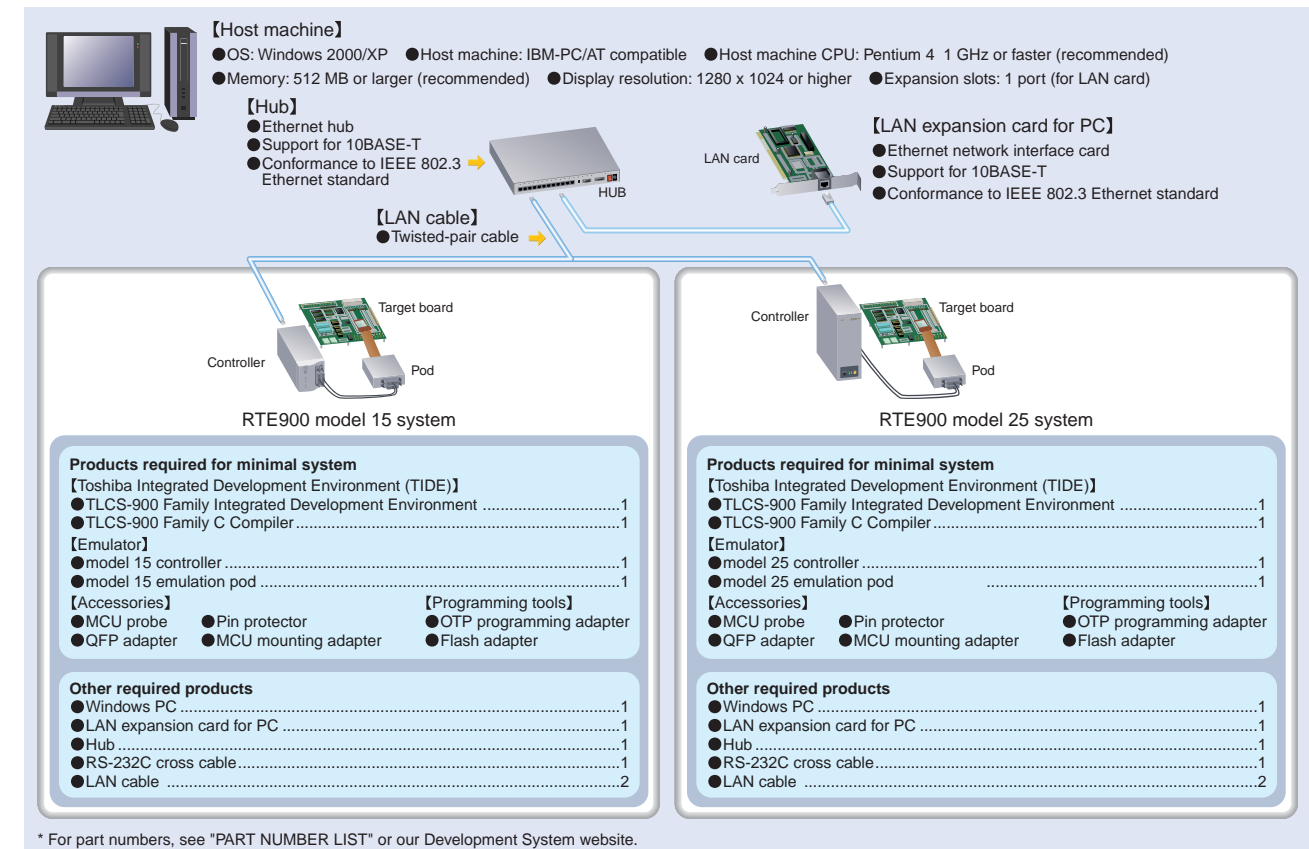 【Host machine】
●OS: Windows 2000/XP ●Host machine: IBM-PC/AT compatible ●Host machine CPU: Pentium 4 1 GHz or faster (recommended)
●Memory: 512 MB or larger (recommended) ●Display resolution: 1280 x 1024 or higher ●Expansion slots: 1 port (for LAN card)
【Hub】
●Ethernet hub
●Support for 10BASE-T
●Conformance to IEEE 802.3
Ethernet standard
HUB
LAN card
【LAN expansion card for PC】
●Ethernet network interface card
●Support for 10BASE-T
●Conformance to IEEE 802.3 Ethernet standard
【LAN cable】
●Twisted-pair cable
Target board
Controller
Pod
RTE900 model 15 system
Products required for minimal system
【Toshiba Integrated Development Environment (TIDE)】
●TLCS-900 Family Integrated Development Environment ...............................1
●TLCS-900 Family C Compiler.........................................................................1
【Emulator】
●model 15 controller .........................................................................................1
●model 15 emulation pod .................................................................................1
【Accessories】 【Programming tools】
●MCU probe ●Pin protector ●OTP programming adapter
●QFP adapter ●MCU mounting adapter ●Flash adapter
Other required products
●Windows PC ...................................................................................................1
●LAN expansion card for PC ............................................................................1
●Hub .................................................................................................................1
●RS-232C cross cable......................................................................................1
●LAN cable ......................................................................................................2
Controller
Target board
Pod
RTE900 model 25 system
Products required for minimal system
【Toshiba Integrated Development Environment (TIDE)】
●TLCS-900 Family Integrated Development Environment ...............................1
●TLCS-900 Family C Compiler.........................................................................1
【Emulator】
●model 25 controller .........................................................................................1
●model 25 emulation pod .............................................................1
【Accessories】 【Programming tools】
●MCU probe ●Pin protector ●OTP programming adapter
●QFP adapter ●MCU mounting adapter ●Flash adapter
Other required products
●Windows PC ...................................................................................................1
●LAN expansion card for PC ............................................................................1
●Hub .................................................................................................................1
●RS-232C cross cable......................................................................................1
●LAN cable ......................................................................................................2
* For part numbers, see "PART NUMBER LIST" or our Development System website.